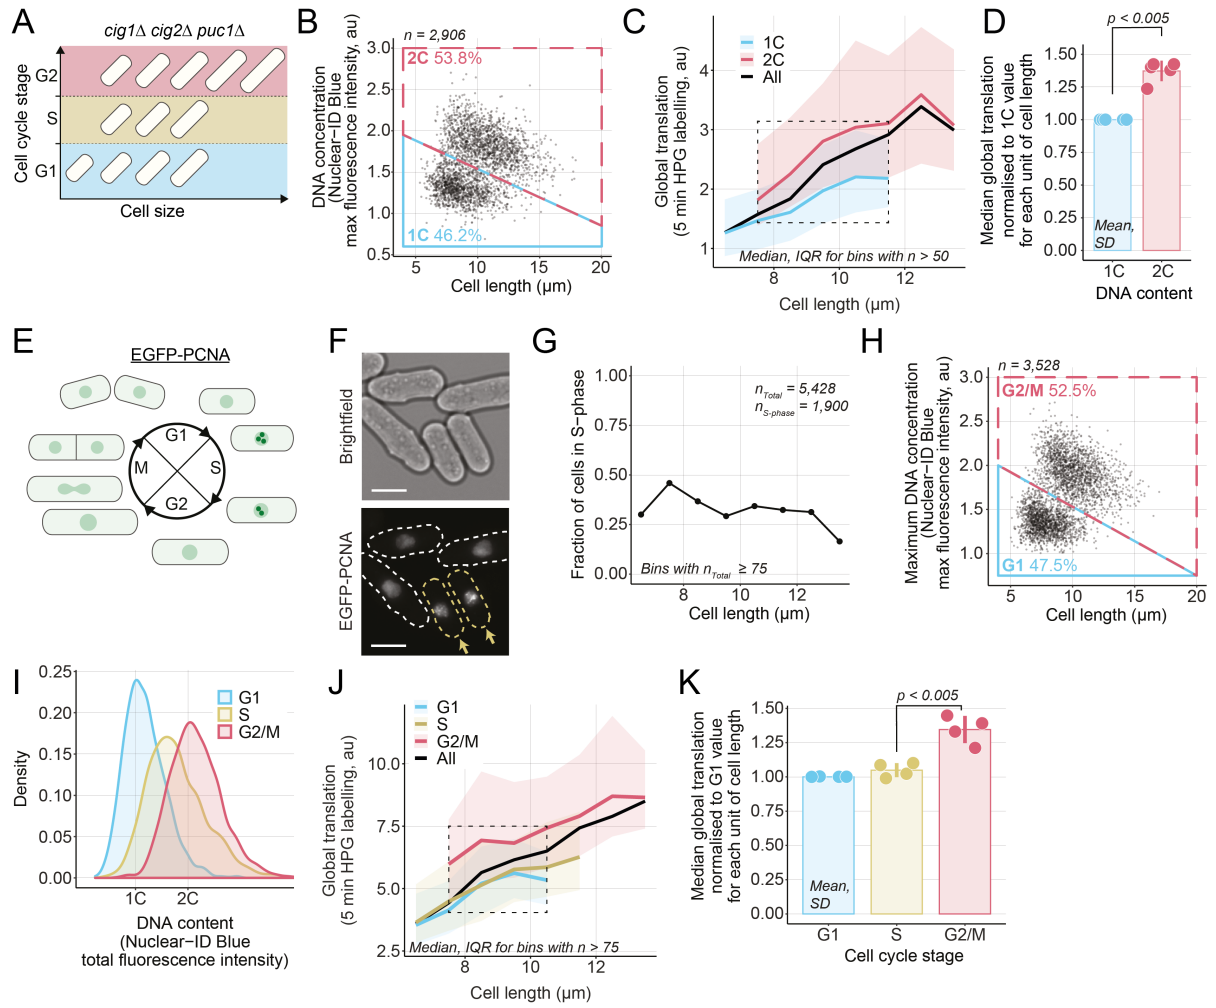 A
cig1Δ cig2Δ puc1Δ
Cell cycle stage
G2
S
G1
Cell size
B
n = 2,906
DNA concentration
(Nuclear−ID Blue
max fluorescence intensity, au)
3.0
2.5
2.0
1.5
1.0
0.5
2C 53.8%
1C 46.2%
5
10
15
20
Cell length (μm)
C
Global translation
(5 min HPG labelling, au)
4
3
2
1
1C
2C
All
Median, IQR for bins with n > 50
8
10
12
Cell length (μm)
D
p < 0.005
Median global translation
normalised to 1C value
for each unit of cell length
1.50
1.25
1.00
0.75
0.50
0.25
0.00
Mean,
SD
1C
2C
DNA content
E
EGFP-PCNA
G1
S
G2
M
F
Brightfield
EGFP-PCNA
G
Fraction of cells in S−phase
1.00
0.75
0.50
0.25
0.00
nTotal = 5,428
nS-phase = 1,900
Bins with nTotal ≥ 75
8
10
12
Cell length (μm)
H
n = 3,528
Maximum DNA concentration
(Nuclear−ID Blue
max fluorescence intensity, au)
3.0
2.5
2.0
1.5
1.0
G2/M 52.5%
G1 47.5%
5
10
15
20
Cell length (μm)
I
Density
0.25
0.20
0.15
0.10
0.05
0.00
G1
S
G2/M
1C
2C
DNA content
(Nuclear−ID Blue
total fluorescence intensity)
J
Global translation
(5 min HPG labelling, au)
10.0
7.5
5.0
2.5
G1
S
G2/M
All
Median, IQR for bins with n > 75
8
10
12
Cell length (μm)
K
p < 0.005
Median global translation
normalised to G1 value
for each unit of cell length
1.50
1.25
1.00
0.75
0.50
0.25
0.00
Mean,
SD
G1
S
G2/M
Cell cycle stage